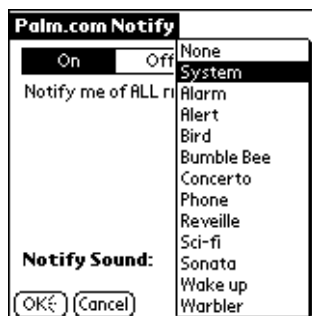 Palm.com Notify
On Off
Notify me of ALL
None
System
Alarm
Alert
Bird
Bumble Bee
Concerto
Phone
Reveille
Sci-fi
Sonata
Wake up
Warbler
Notify Sound:
OK Cancel